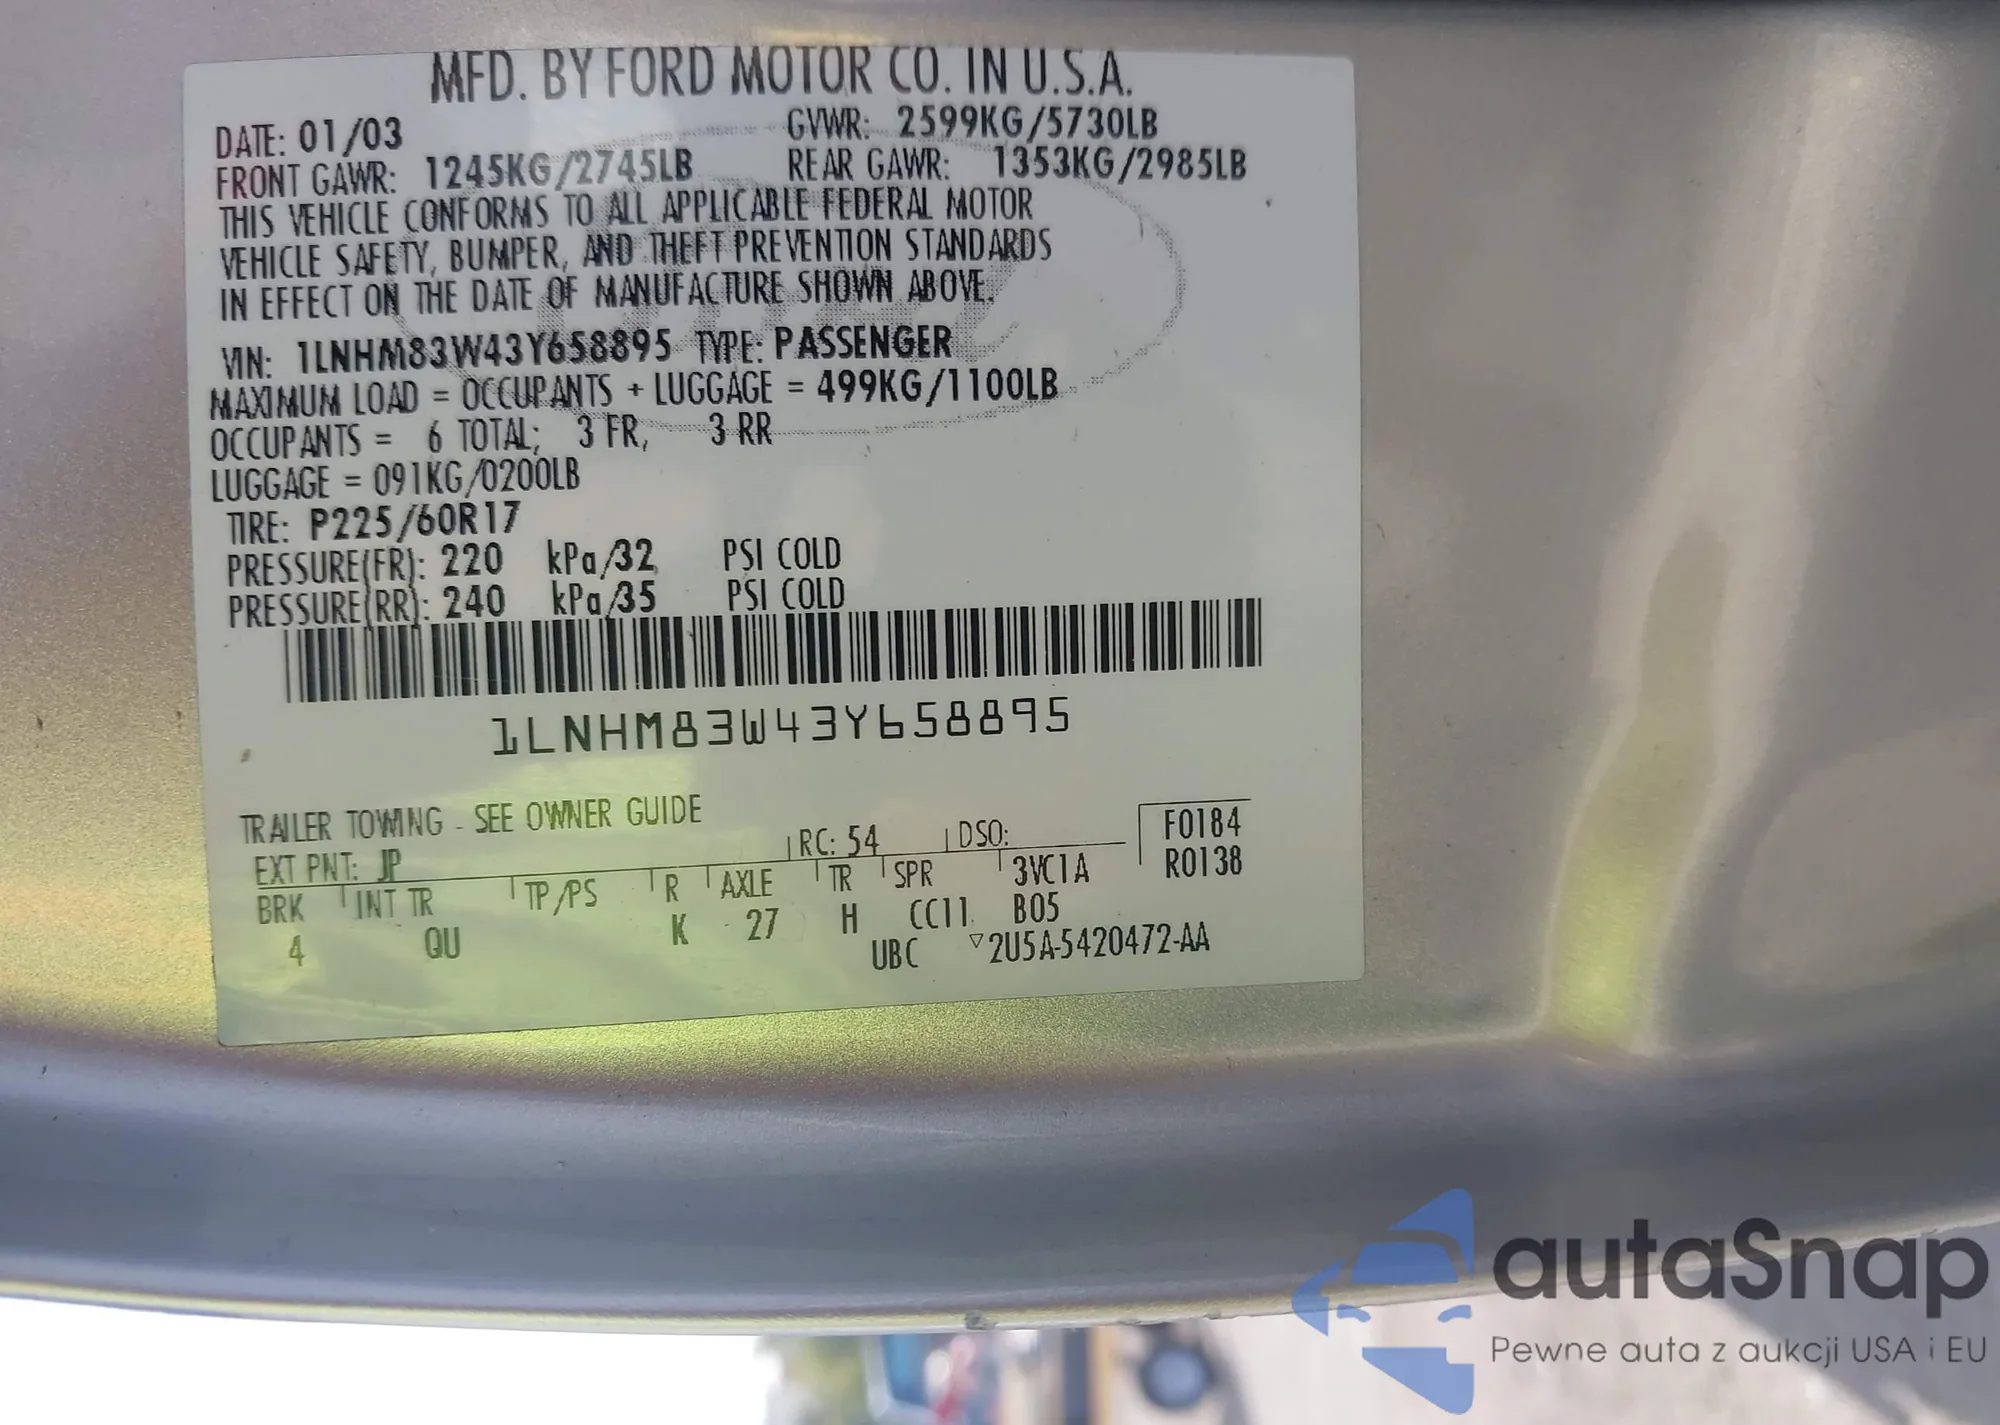 MFD. BY FORD MOTOR CO. IN U.S.A.
DATE: 01/03 GVWR: 2599KG/5730LB
FRONT GAWR: 1245KG/2745LB REAR GAWR: 1353KG/2985LB
THIS VEHICLE CONFORMS TO ALL APPLICABLE FEDERAL MOTOR
VEHICLE SAFETY, BUMPER, AND THEFT PREVENTION STANDARDS
IN EFFECT ON THE DATE OF MANUFACTURE SHOWN ABOVE.
VIN: 1LNHM83W43Y658895 TYPE: PASSENGER
MAXIMUM LOAD = OCCUPANTS + LUGGAGE = 499KG/1100LB
OCCUPANTS = 6 TOTAL; 3 FR, 3 RR
LUGGAGE = 091KG/0200LB
TIRE: P225/60R17
PRESSURE(FR): 220 kPa/32 PSI COLD
PRESSURE(RR): 240 kPa/35 PSI COLD
1LNHM83W43Y658895
TRAILER TOWING - SEE OWNER GUIDE
EXT PNT: JP RC: 54 DSO: F0184
BRK INT TR TP/PS R AXLE TR SPR 3VC1A R0138
4 QU K 27 H CC11 B05
UBC ▽2U5A-5420472-AA
autaSnap
Pewne auta z aukcji USA i EU